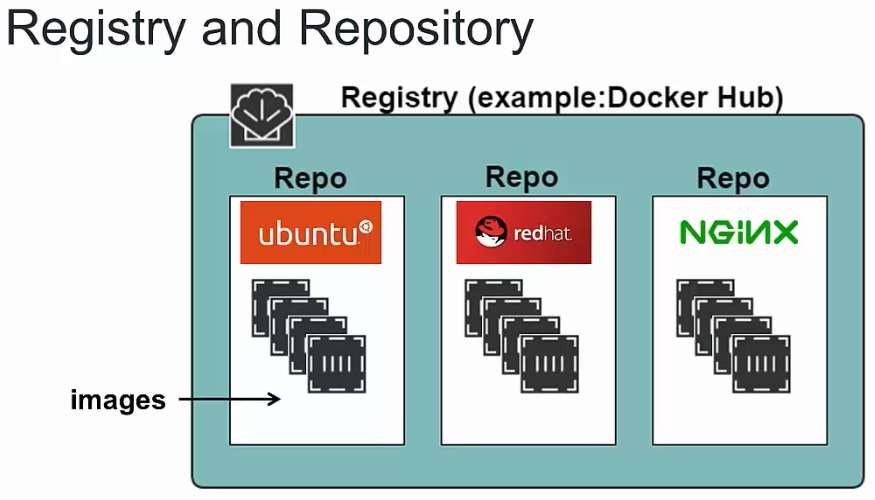 Registry and Repository
Registry (example:Docker Hub)
Repo
Repo
Repo
ubuntu
redhat.
NGiNX
images